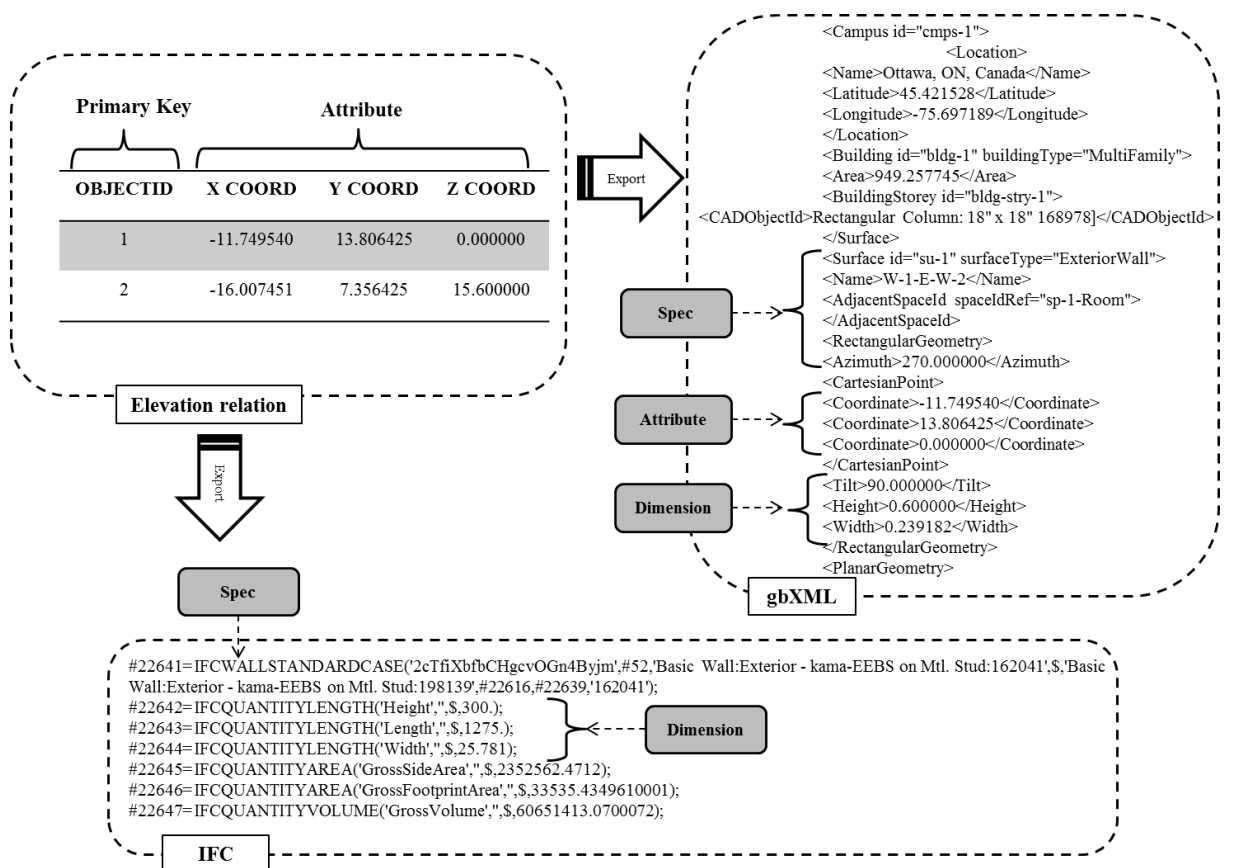 Primary Key
Attribute
OBJECTID X COORD Y COORD Z COORD
1 -11.749540 13.806425 0.000000
2 -16.007451 7.356425 15.600000
Elevation relation
Export
Export
<Campus id="cmps-1">
<Location>
<Name>Ottawa, ON, Canada</Name>
<Latitude>45.421528</Latitude>
<Longitude>-75.697189</Longitude>
</Location>
<Building id="bldg-1" buildingType="MultiFamily">
<Area>949.257745</Area>
<BuildingStorey id="bldg-stry-1">
<CADObjectId>Rectangular Column: 18" x 18" 168978]</CADObjectId>
</Surface>
<Surface id="su-1" surfaceType="ExteriorWall">
<Name>W-1-E-W-2</Name>
<AdjacentSpaceId spaceIdRef="sp-1-Room">
</AdjacentSpaceId>
<RectangularGeometry>
<Azimuth>270.000000</Azimuth>
<CartesianPoint>
<Coordinate>-11.749540</Coordinate>
<Coordinate>13.806425</Coordinate>
<Coordinate>0.000000</Coordinate>
</CartesianPoint>
<Tilt>90.000000</Tilt>
<Height>0.600000</Height>
<Width>0.239182</Width>
</RectangularGeometry>
<PlanarGeometry>
Spec
Attribute
Dimension
gbXML
Spec
#22641=IFCWALLSTANDARDCASE('2cTfiXbfbCHgcvOGn4Byjm',#52,'Basic Wall:Exterior - kama-EEBS on Mtl. Stud:162041',$,'Basic
Wall:Exterior - kama-EEBS on Mtl. Stud:198139',#22616,#22639,'162041');
#22642=IFCQUANTITYLENGTH('Height','',$,300.);
#22643=IFCQUANTITYLENGTH('Length','',$,1275.);
#22644=IFCQUANTITYLENGTH('Width','',$,25.781);
#22645=IFCQUANTITYAREA('GrossSideArea','',$,2352562.4712);
#22646=IFCQUANTITYAREA('GrossFootprintArea','',$,33535.4349610001);
#22647=IFCQUANTITYVOLUME('GrossVolume','',$,60651413.0700072);
Dimension
IFC